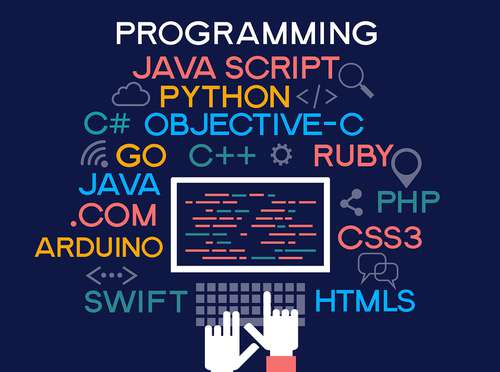 PROGRAMMING
JAVA SCRIPT
PYTHON </>
C# OBJECTIVE-C
GO C++ RUBY
JAVA
PHP
.COM
CSS3
ARDUINO
<•••>
SWIFT HTMLS